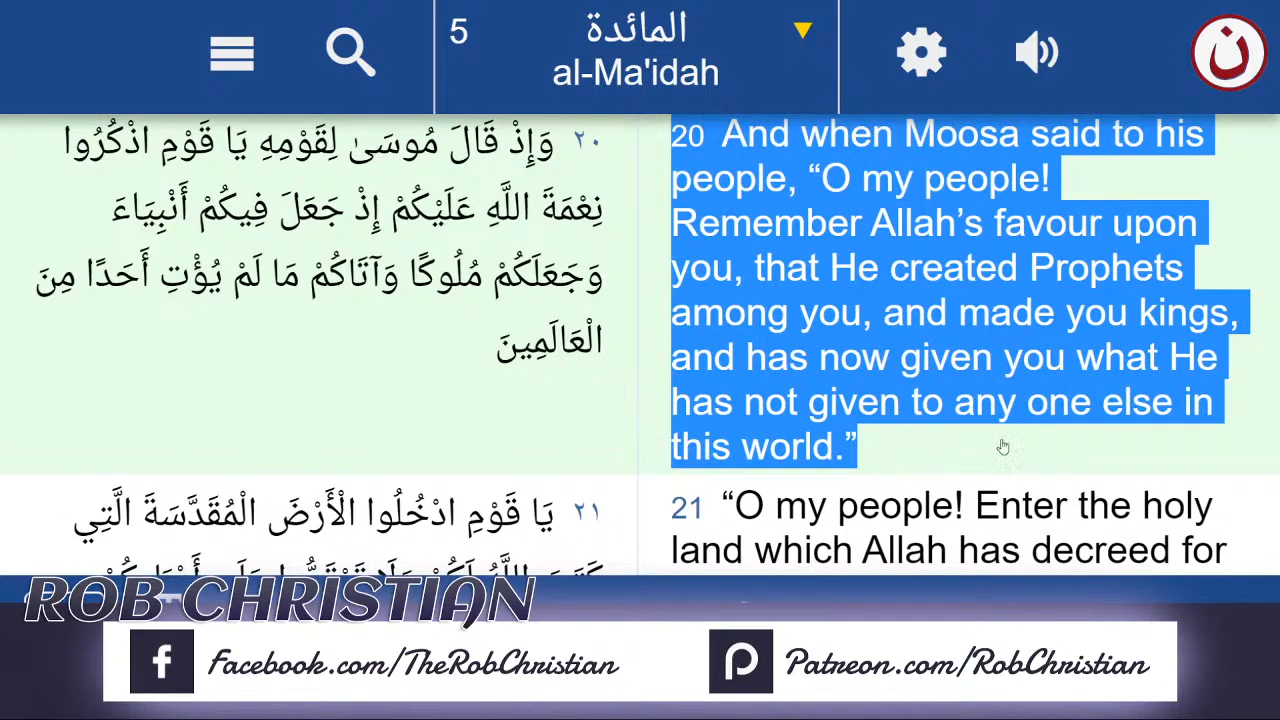 5
المائدة
al-Ma'idah
ن
٢٠ وَإِذْ قَالَ مُوسَىٰ لِقَوْمِهِ يَا قَوْمِ اذْكُرُوا
نِعْمَةَ اللَّهِ عَلَيْكُمْ إِذْ جَعَلَ فِيكُمْ أَنْبِيَاءَ
وَجَعَلَكُمْ مُلُوكًا وَآتَاكُمْ مَا لَمْ يُؤْتِ أَحَدًا مِنَ
الْعَالَمِينَ
20 And when Moosa said to his
people, “O my people!
Remember Allah’s favour upon
you, that He created Prophets
among you, and made you kings,
and has now given you what He
has not given to any one else in
this world.”
٢١ يَا قَوْمِ ادْخُلُوا الْأَرْضَ الْمُقَدَّسَةَ الَّتِي
21 “O my people! Enter the holy
land which Allah has decreed for
ROB CHRISTIAN
Facebook.com/TheRobChristian
Patreon.com/RobChristian